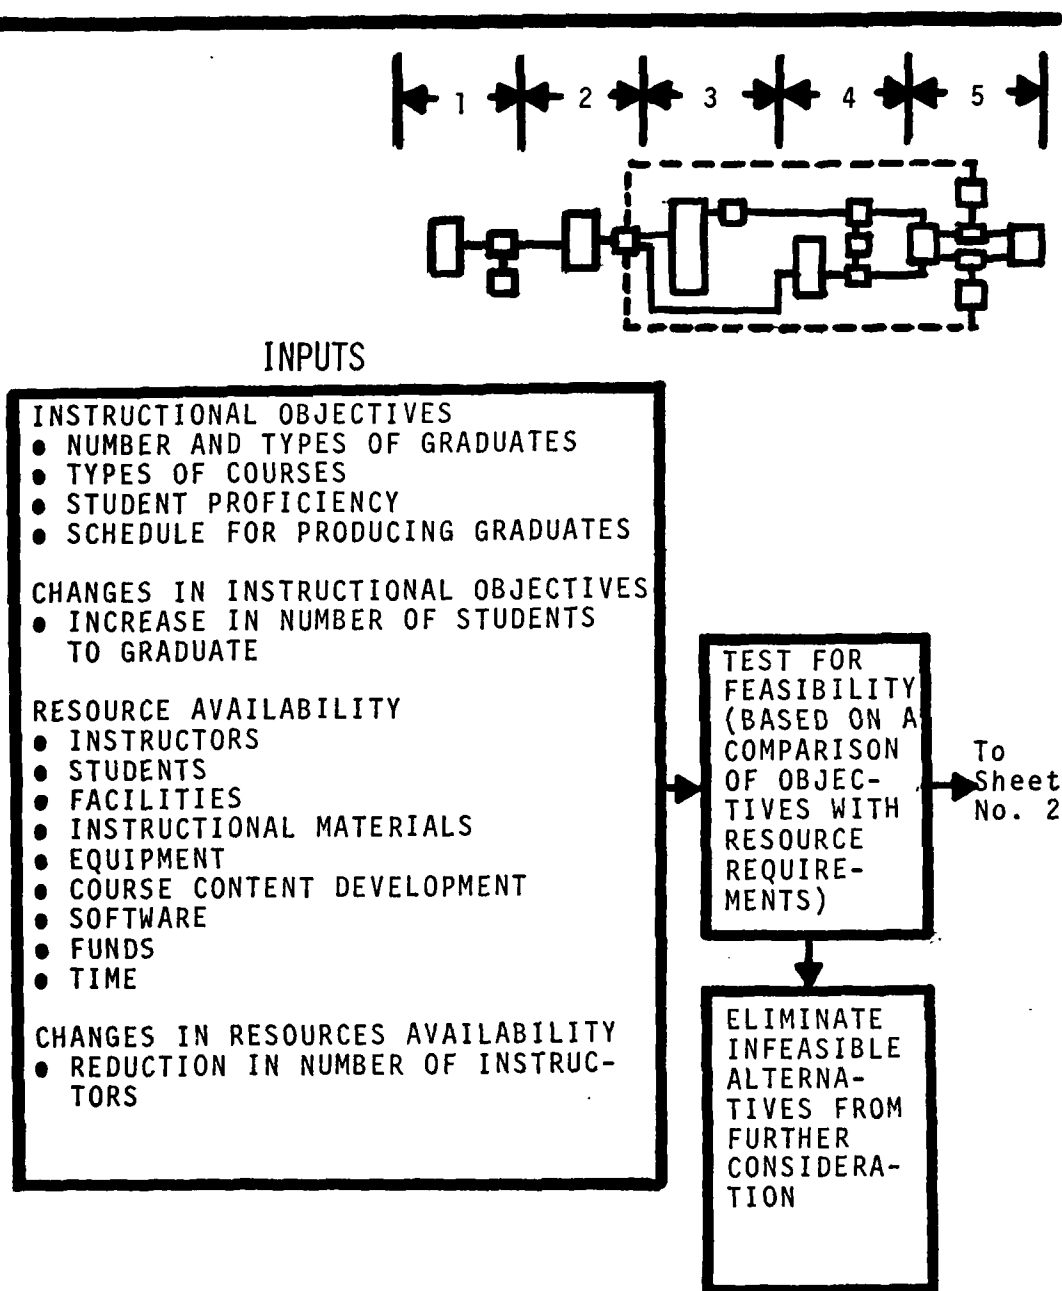 1 2 3 4 5
INPUTS
INSTRUCTIONAL OBJECTIVES
• NUMBER AND TYPES OF GRADUATES
• TYPES OF COURSES
• STUDENT PROFICIENCY
• SCHEDULE FOR PRODUCING GRADUATES
CHANGES IN INSTRUCTIONAL OBJECTIVES
• INCREASE IN NUMBER OF STUDENTS
TO GRADUATE
RESOURCE AVAILABILITY
• INSTRUCTORS
• STUDENTS
• FACILITIES
• INSTRUCTIONAL MATERIALS
• EQUIPMENT
• COURSE CONTENT DEVELOPMENT
• SOFTWARE
• FUNDS
• TIME
CHANGES IN RESOURCES AVAILABILITY
• REDUCTION IN NUMBER OF INSTRUC-
TORS
TEST FOR
FEASIBILITY
(BASED ON A
COMPARISON
OF OBJEC-
TIVES WITH
RESOURCE
REQUIRE-
MENTS)
To
Sheet
No. 2
ELIMINATE
INFEASIBLE
ALTERNA-
TIVES FROM
FURTHER
CONSIDERA-
TION